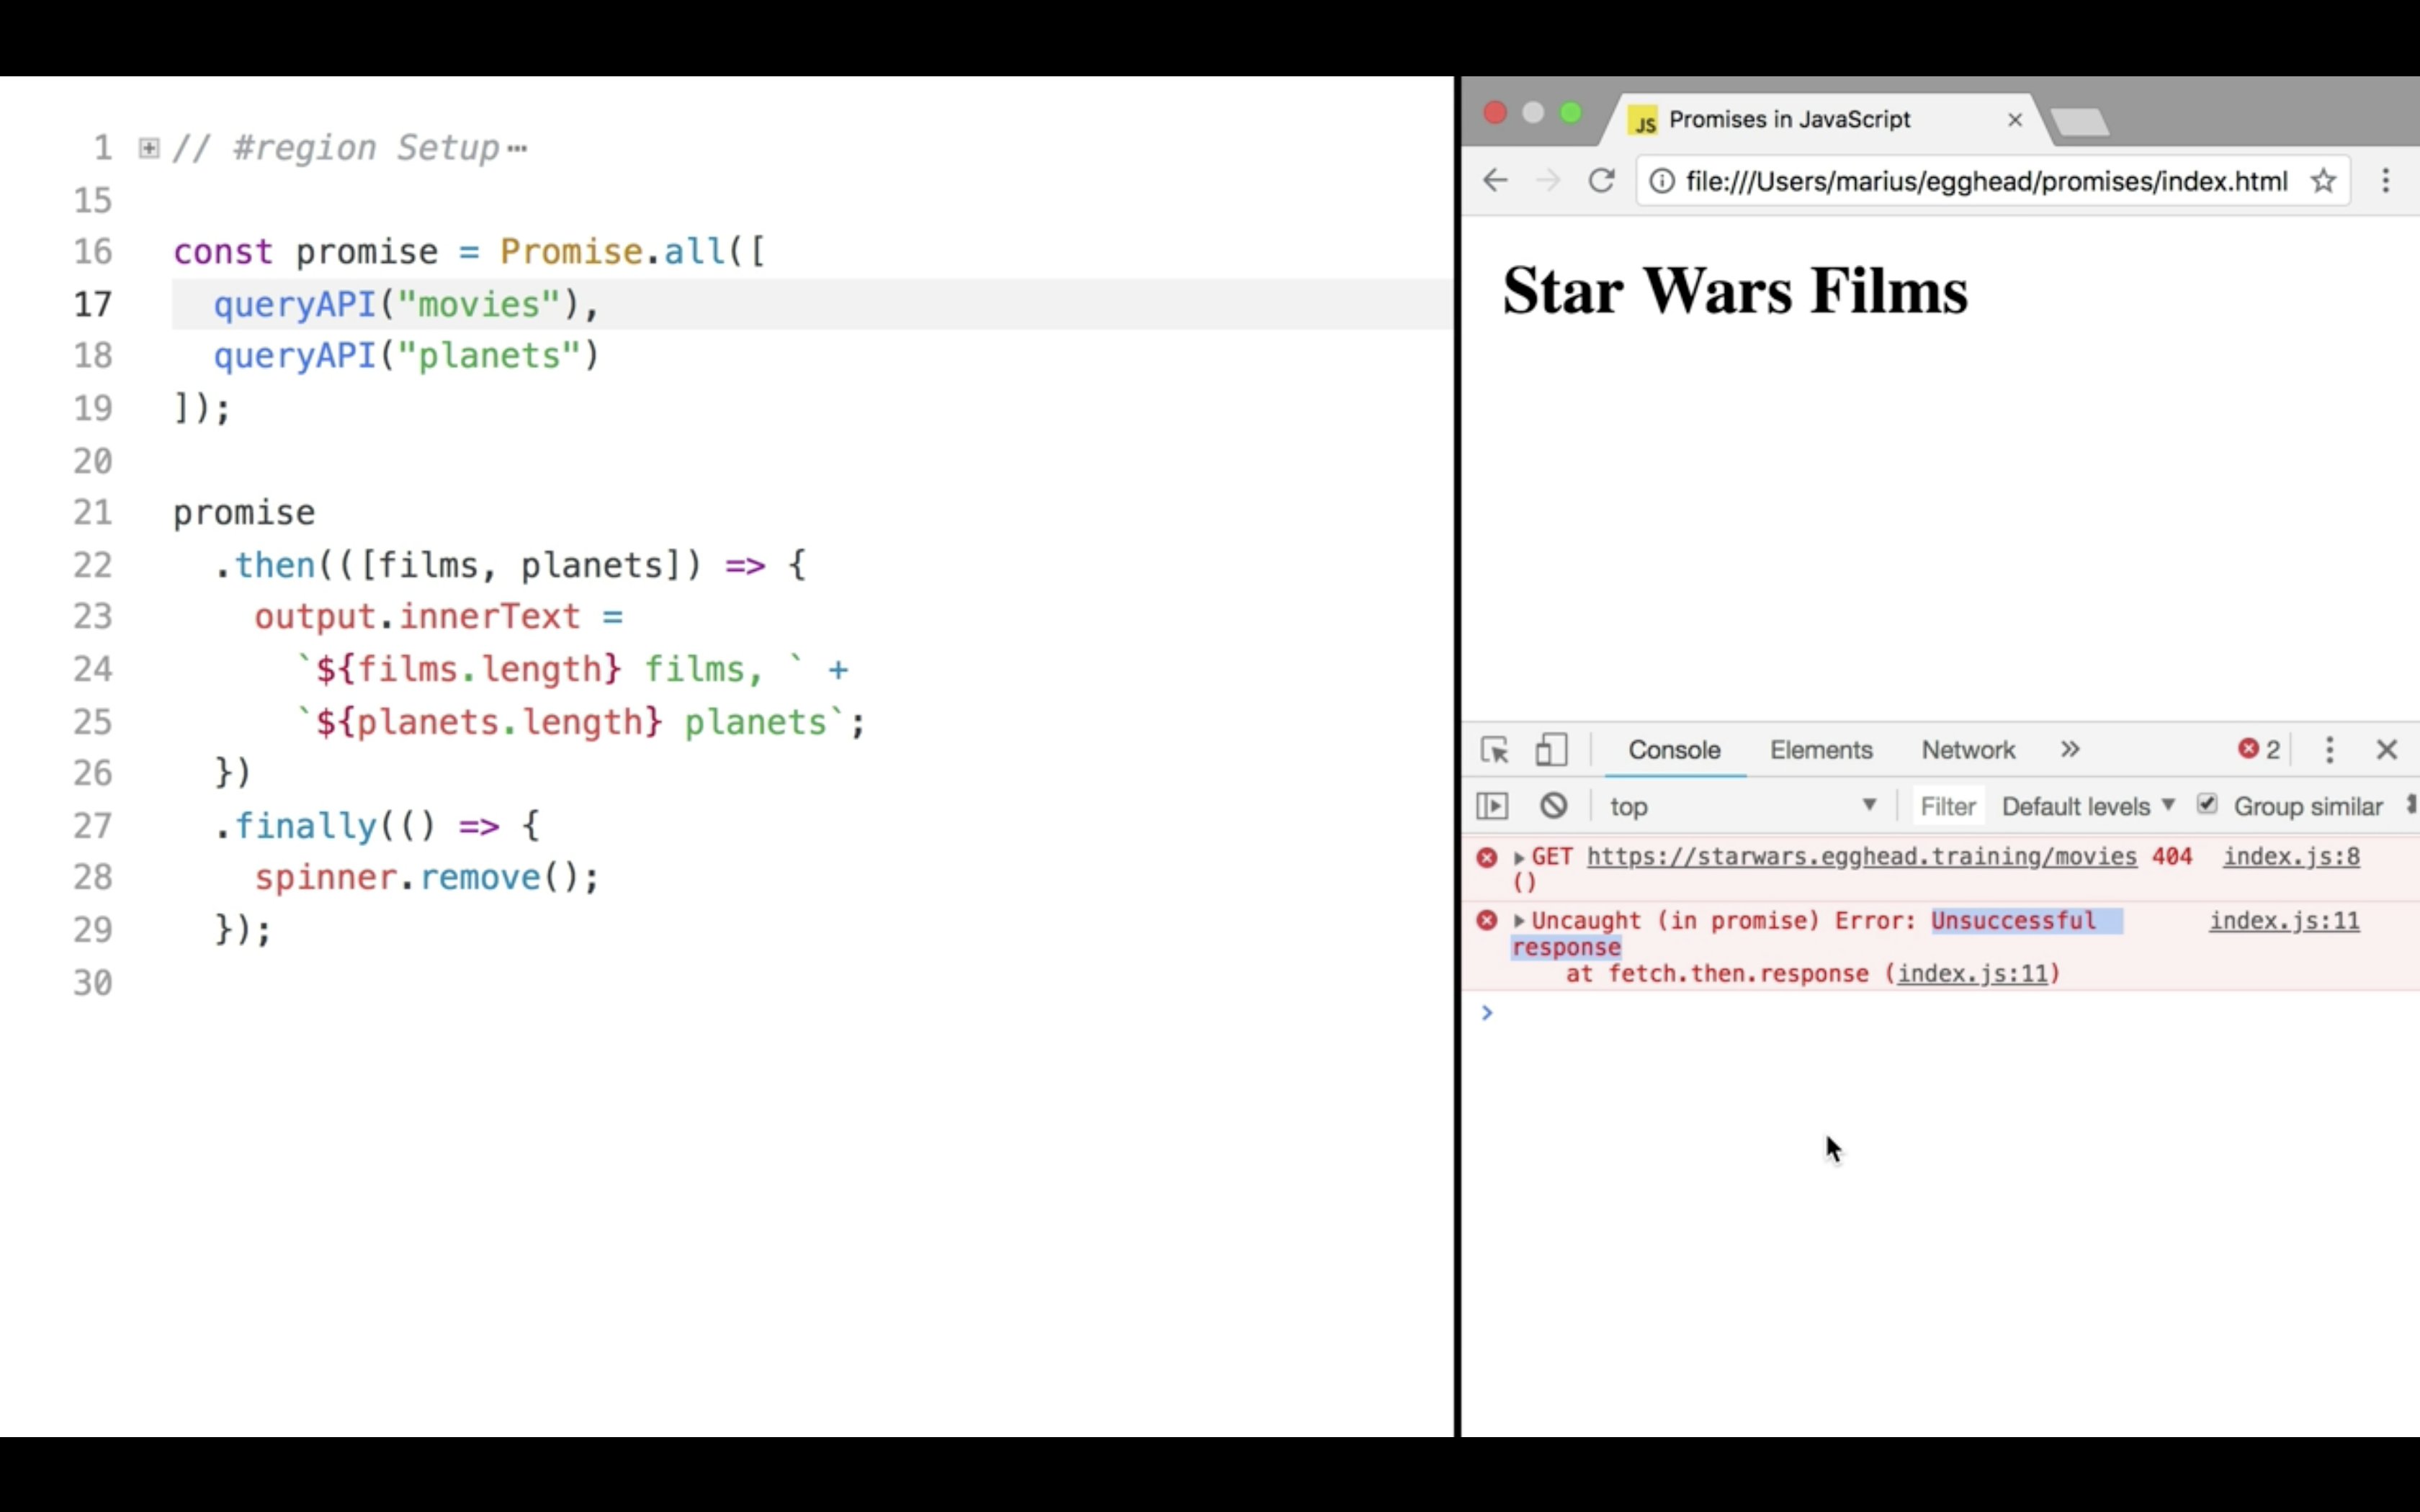 1 // #region Setup⋯
15
16 const promise = Promise.all([
17 queryAPI("movies"),
18 queryAPI("planets")
19 ]);
20
21 promise
22 .then(([films, planets]) => {
23 output.innerText =
24 `${films.length} films, ` +
25 `${planets.length} planets`;
26 })
27 .finally(() => {
28 spinner.remove();
29 });
30
JS Promises in JavaScript
file:///Users/marius/egghead/promises/index.html
Star Wars Films
Console Elements Network » 2
top Filter Default levels Group similar
GET https://starwars.egghead.training/movies 404 index.js:8
()
Uncaught (in promise) Error: Unsuccessful index.js:11
response
at fetch.then.response (index.js:11)
>